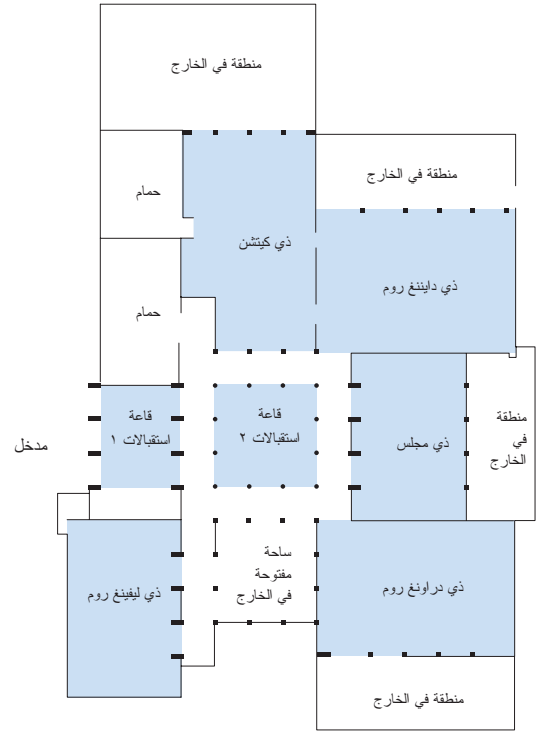 منطقة في الخارج
منطقة في الخارج
حمام
ذي كيتشن
ذي دايننغ روم
حمام
مدخل
قاعة
استقبالات ١
قاعة
استقبالات ٢
ذي مجلس
منطقة
في
الخارج
ساحة
مفتوحة
في الخارج
ذي ليفينغ روم
ذي دراونغ روم
منطقة في الخارج